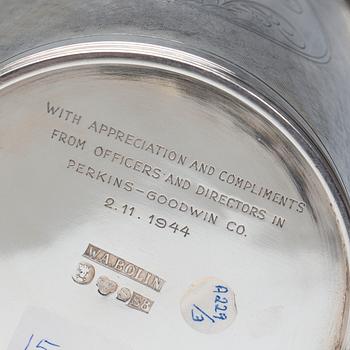 WITH APPRECIATION AND COMPLIMENTS
FROM OFFICERS AND DIRECTORS IN
PERKINS-GOODWIN CO.
2.11.1944
W.A.BOLIN
A229
/3